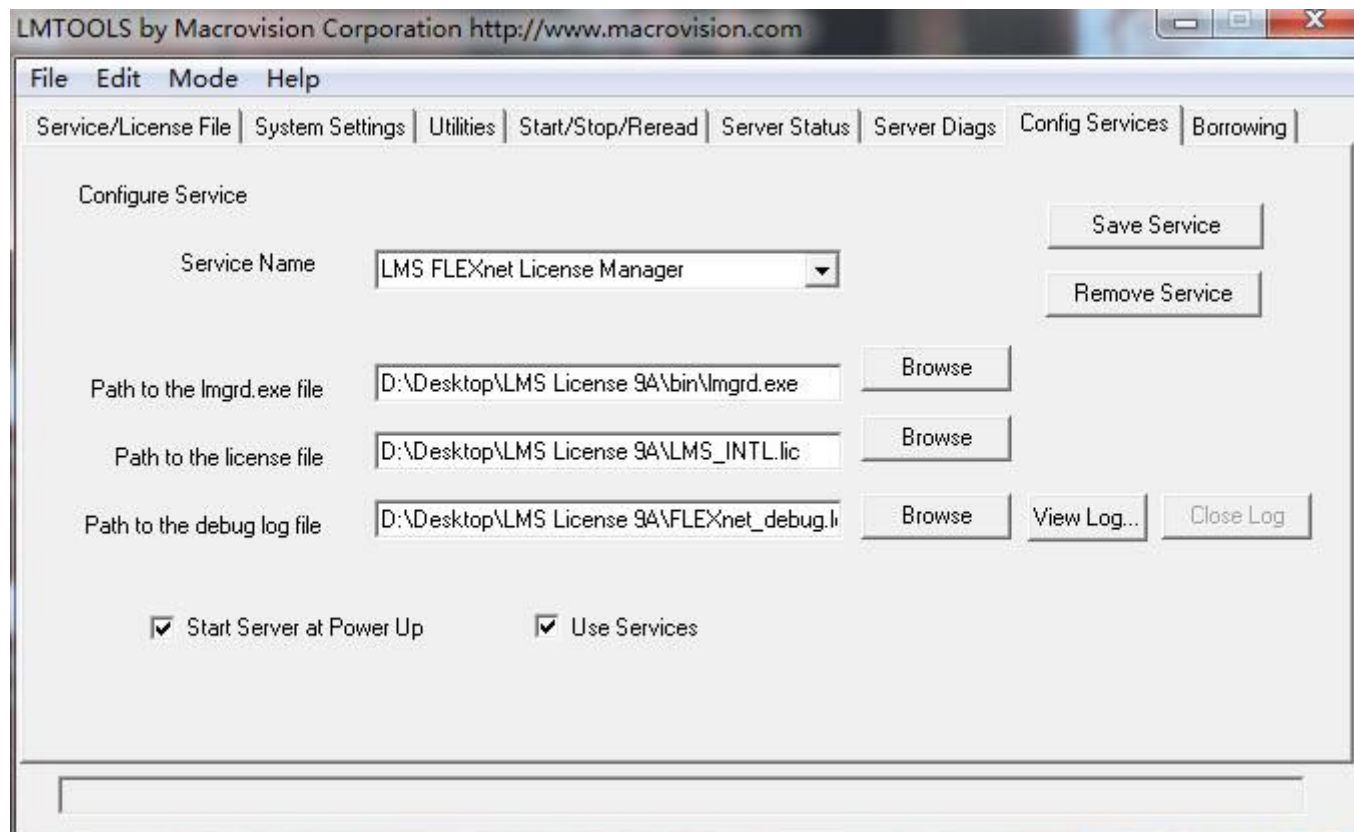 LMTOOLS by Macrovision Corporation http://www.macrovision.com
File Edit Mode Help
Service/License File System Settings Utilities Start/Stop/Reread Server Status Server Diags Config Services Borrowing
Configure Service
Save Service
Service Name LMS FLEXnet License Manager
Remove Service
Path to the lmgrd.exe file D:\Desktop\LMS License 9A\bin\lmgrd.exe Browse
Path to the license file D:\Desktop\LMS License 9A\LMS_INTL.lic Browse
Path to the debug log file D:\Desktop\LMS License 9A\FLEXnet_debug.l Browse View Log... Close Log
Start Server at Power Up Use Services